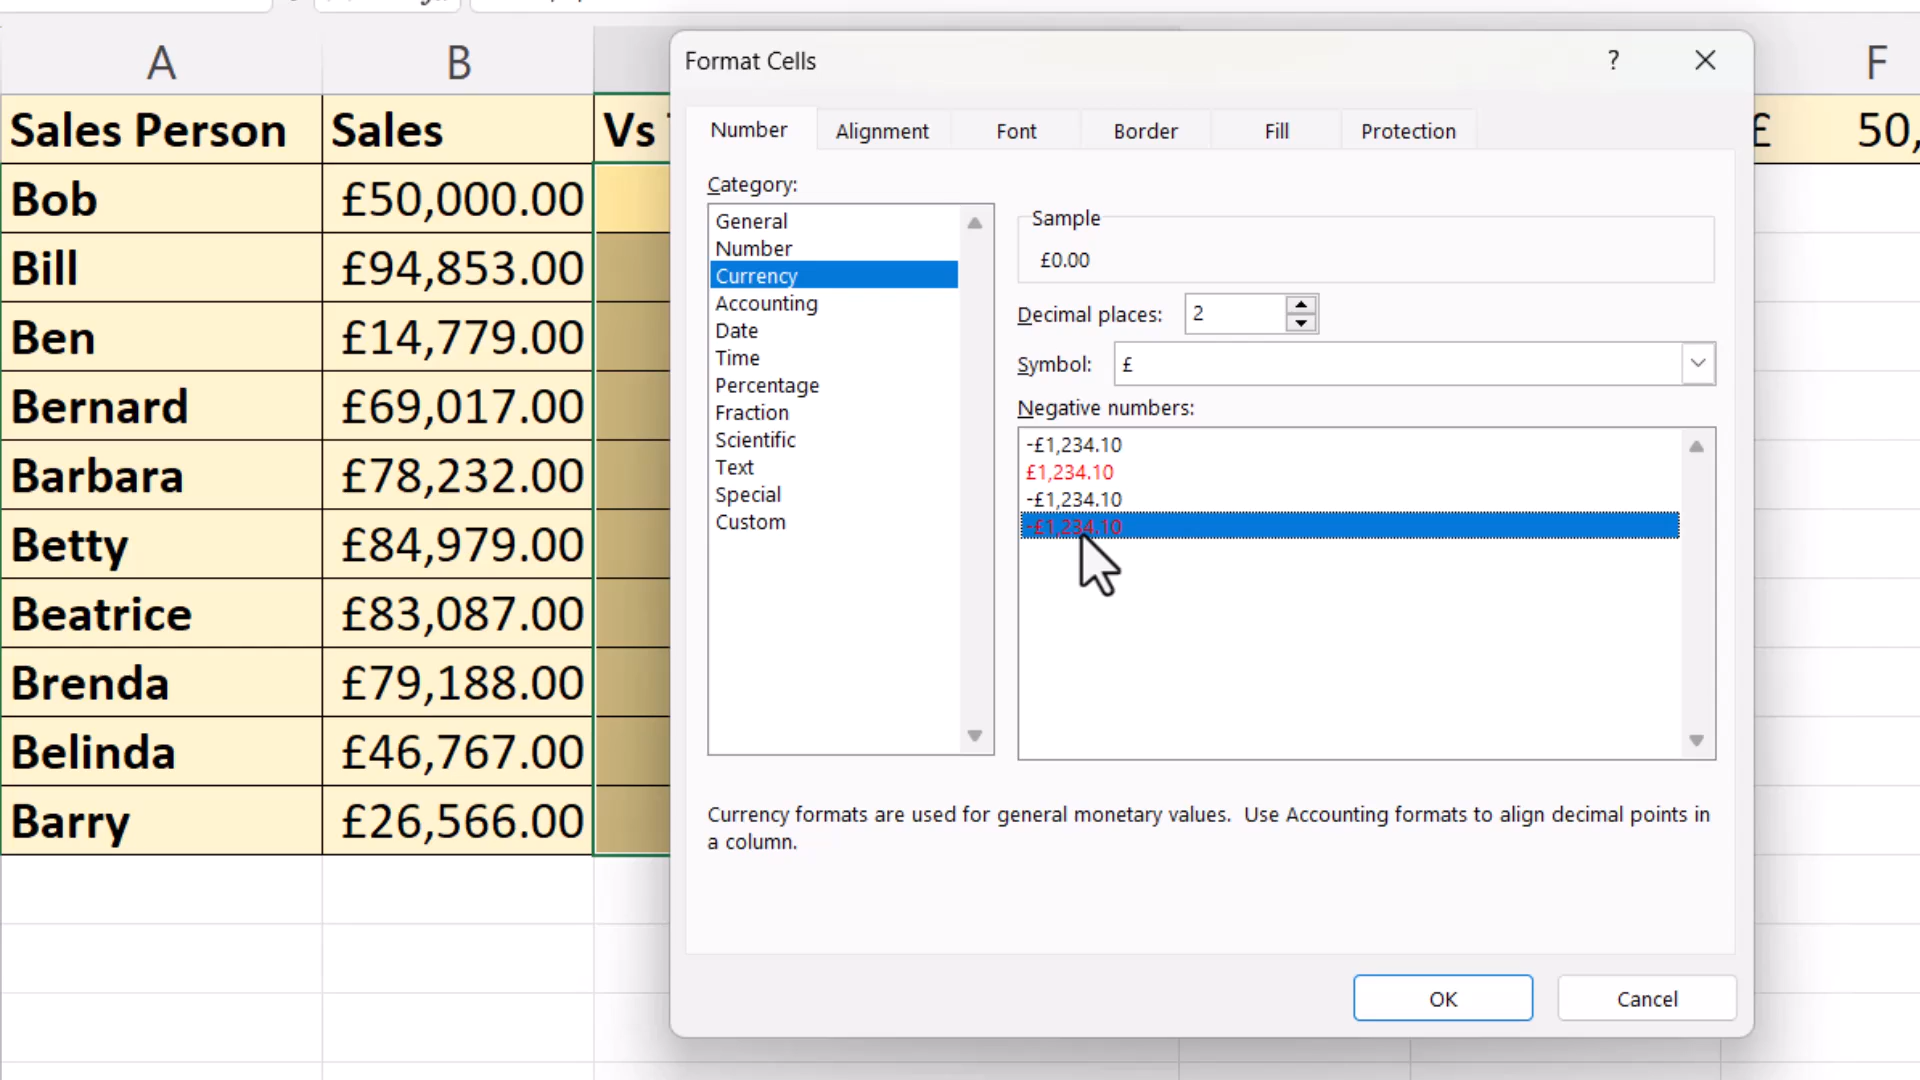 A B F
Sales Person Sales Vs £ 50,
Bob £50,000.00
Bill £94,853.00
Ben £14,779.00
Bernard £69,017.00
Barbara £78,232.00
Betty £84,979.00
Beatrice £83,087.00
Brenda £79,188.00
Belinda £46,767.00
Barry £26,566.00
Format Cells ?
Number Alignment Font Border Fill Protection
Category:
General
Number
Currency
Accounting
Date
Time
Percentage
Fraction
Scientific
Text
Special
Custom
Sample
£0.00
Decimal places: 2
Symbol: £
Negative numbers:
-£1,234.10
£1,234.10
-£1,234.10
-£1,234.10
Currency formats are used for general monetary values. Use Accounting formats to align decimal points in
a column.
OK Cancel